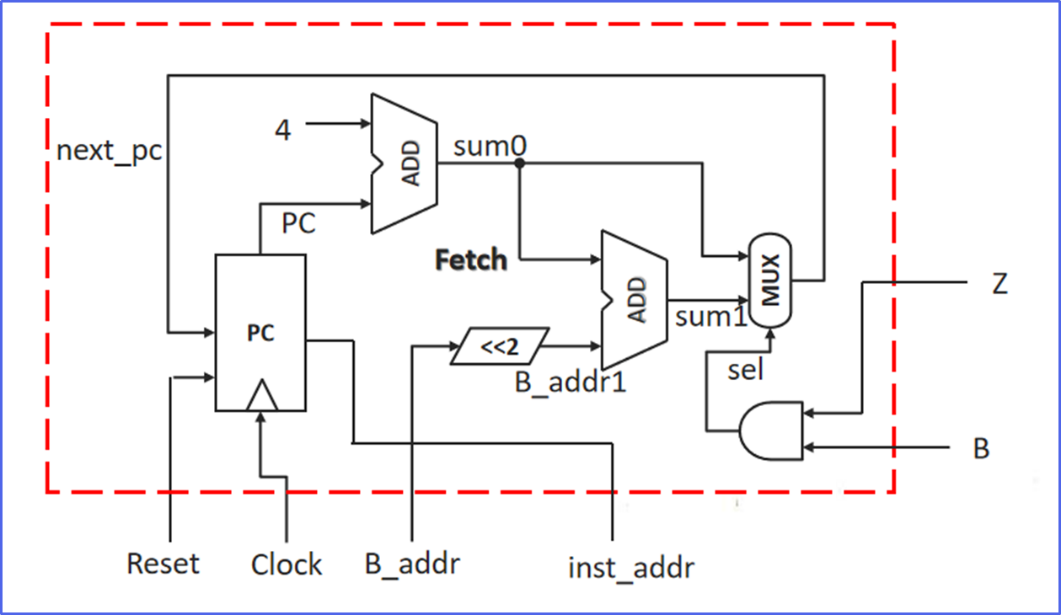 4
ADD
sum0
next_pc
PC
Fetch
ADD
MUX
Z
PC
sum1
<<2
sel
B_addr1
B
Reset
Clock
B_addr
inst_addr